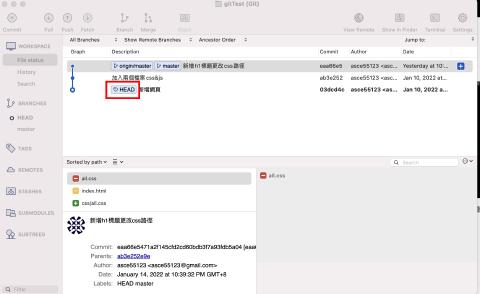 gitTest (Git)
Commit Pull Push Fetch Branch Merge Stash View Remote Show in Finder Terminal Settings
All Branches Show Remote Branches Ancestor Order Jump to:
Graph Description Commit Author Date
WORKSPACE
File status
History
Search
BRANCHES
HEAD
master
TAGS
REMOTES
STASHES
SUBMODULES
SUBTREES
Filter
origin/master master 新增h1標題更改css路徑 eaa66e5 asce55123 <asc... Yesterday at 10:...
加入兩個檔案 css&js ab3e252 asce55123 <asc... Jan 10, 2022 at...
HEAD 新增網頁 03dcd4c asce55123 <asc... Jan 10, 2022 at...
Sorted by path
Search
all.css
index.html
css/all.css
all.css
新增h1標題更改css路徑
Commit: eaa66e5471a2f145cfd2cd60bdb3f7a93fdb5a04 [eaa...
Parents: ab3e252e9e
Author: asce55123 <asce55123@gmail.com>
Date: January 14, 2022 at 10:39:32 PM GMT+8
Labels: HEAD master